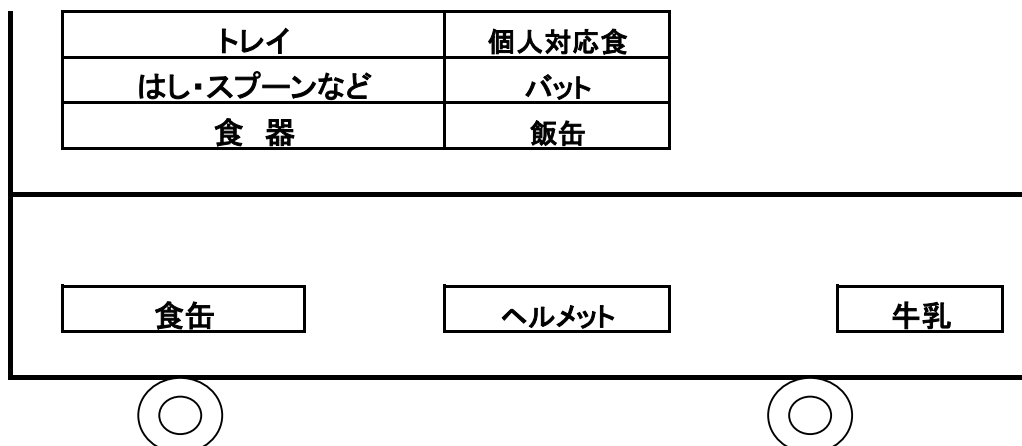 トレイ 個人対応食
はし・スプーンなど バット
食 器 飯缶
食缶 ヘルメット 牛乳